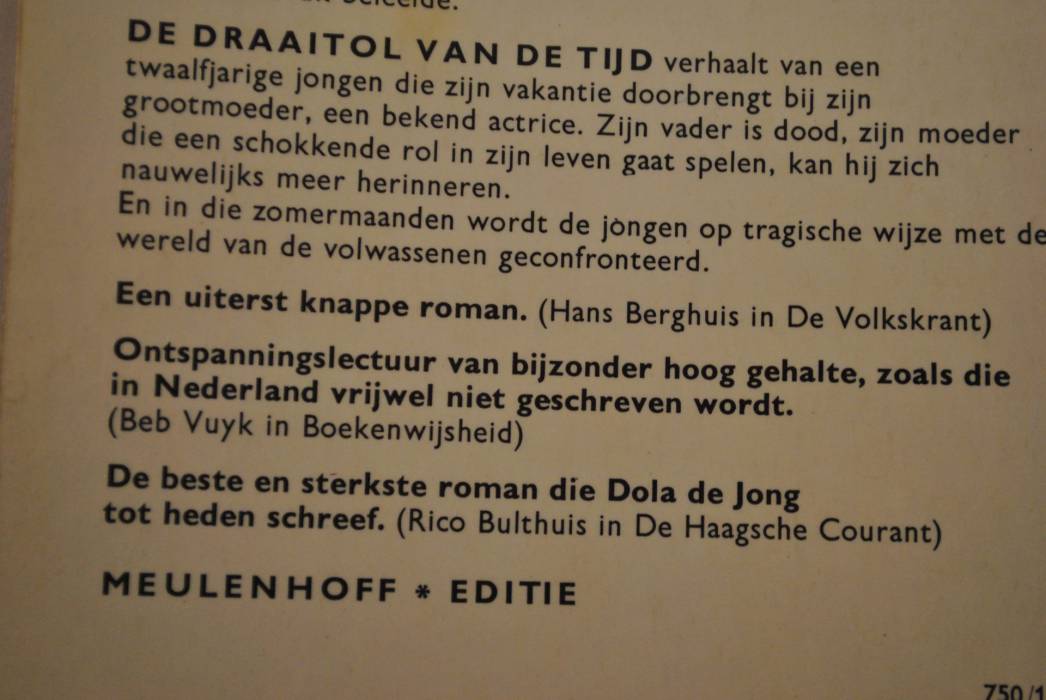 DE DRAAITOL VAN DE TIJD verhaalt van een
twaalfjarige jongen die zijn vakantie doorbrengt bij zijn
grootmoeder, een bekend actrice. Zijn vader is dood, zijn moeder
die een schokkende rol in zijn leven gaat spelen, kan hij zich
nauwelijks meer herinneren.
En in die zomermaanden wordt de jongen op tragische wijze met de
wereld van de volwassenen geconfronteerd.
Een uiterst knappe roman. (Hans Berghuis in De Volkskrant)
Ontspanningslectuur van bijzonder hoog gehalte, zoals die
in Nederland vrijwel niet geschreven wordt.
(Beb Vuyk in Boekenwijsheid)
De beste en sterkste roman die Dola de Jong
tot heden schreef. (Rico Bulthuis in De Haagsche Courant)
MEULENHOFF * EDITIE
750/1